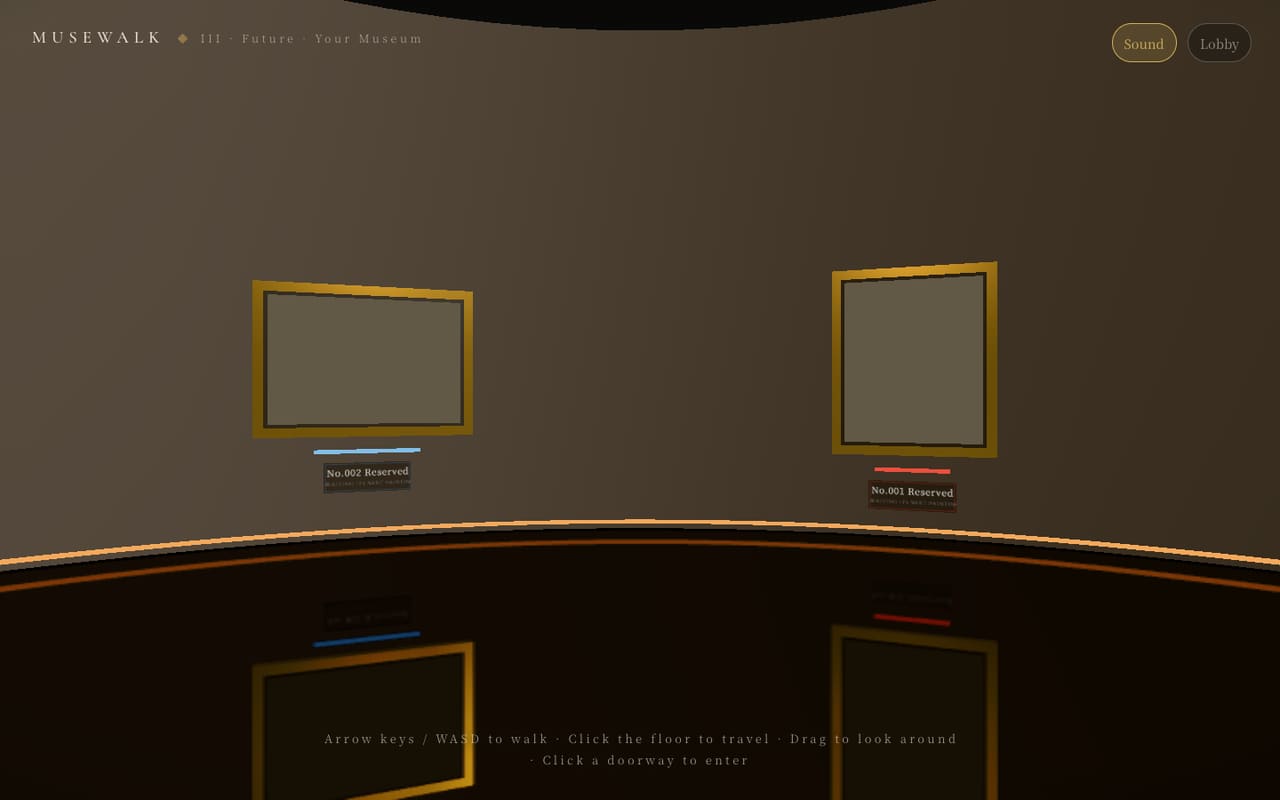 MUSEWALK ◆ III · Future · Your Museum
Sound
Lobby
No.002 Reserved
No.001 Reserved
Arrow keys / WASD to walk · Click the floor to travel · Drag to look around
· Click a doorway to enter